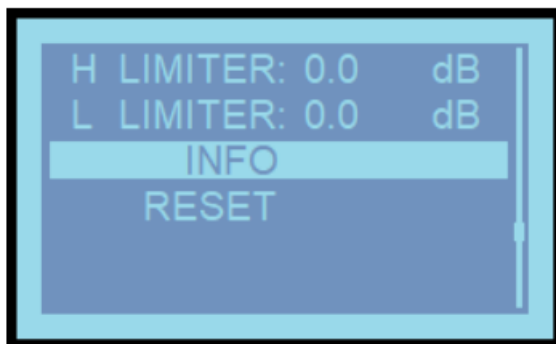 H LIMITER: 0.0 dB
L LIMITER: 0.0 dB
INFO
RESET